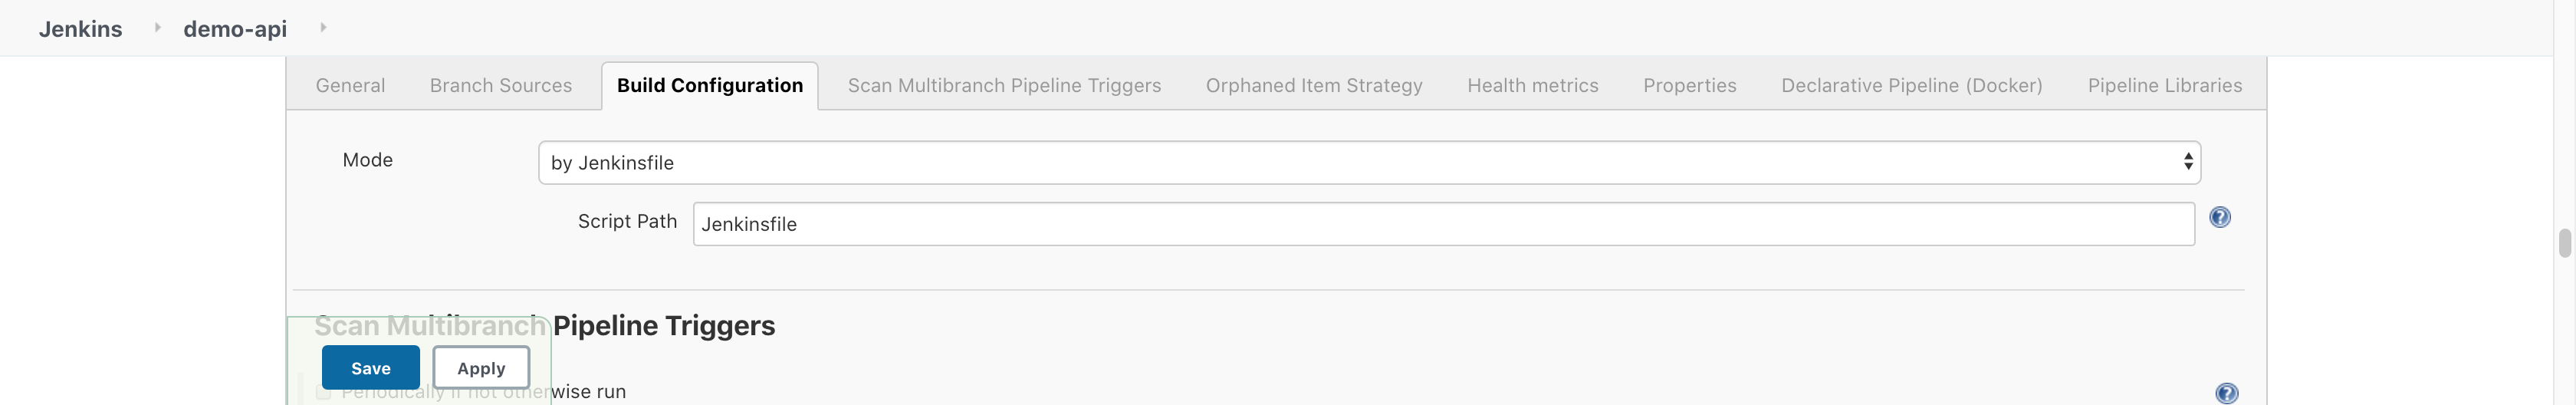 Jenkins demo-api
General Branch Sources Build Configuration Scan Multibranch Pipeline Triggers Orphaned Item Strategy Health metrics Properties Declarative Pipeline (Docker) Pipeline Libraries
Mode by Jenkinsfile
Script Path Jenkinsfile
Scan Multibranch Pipeline Triggers
Save Apply
Periodically if not otherwise run